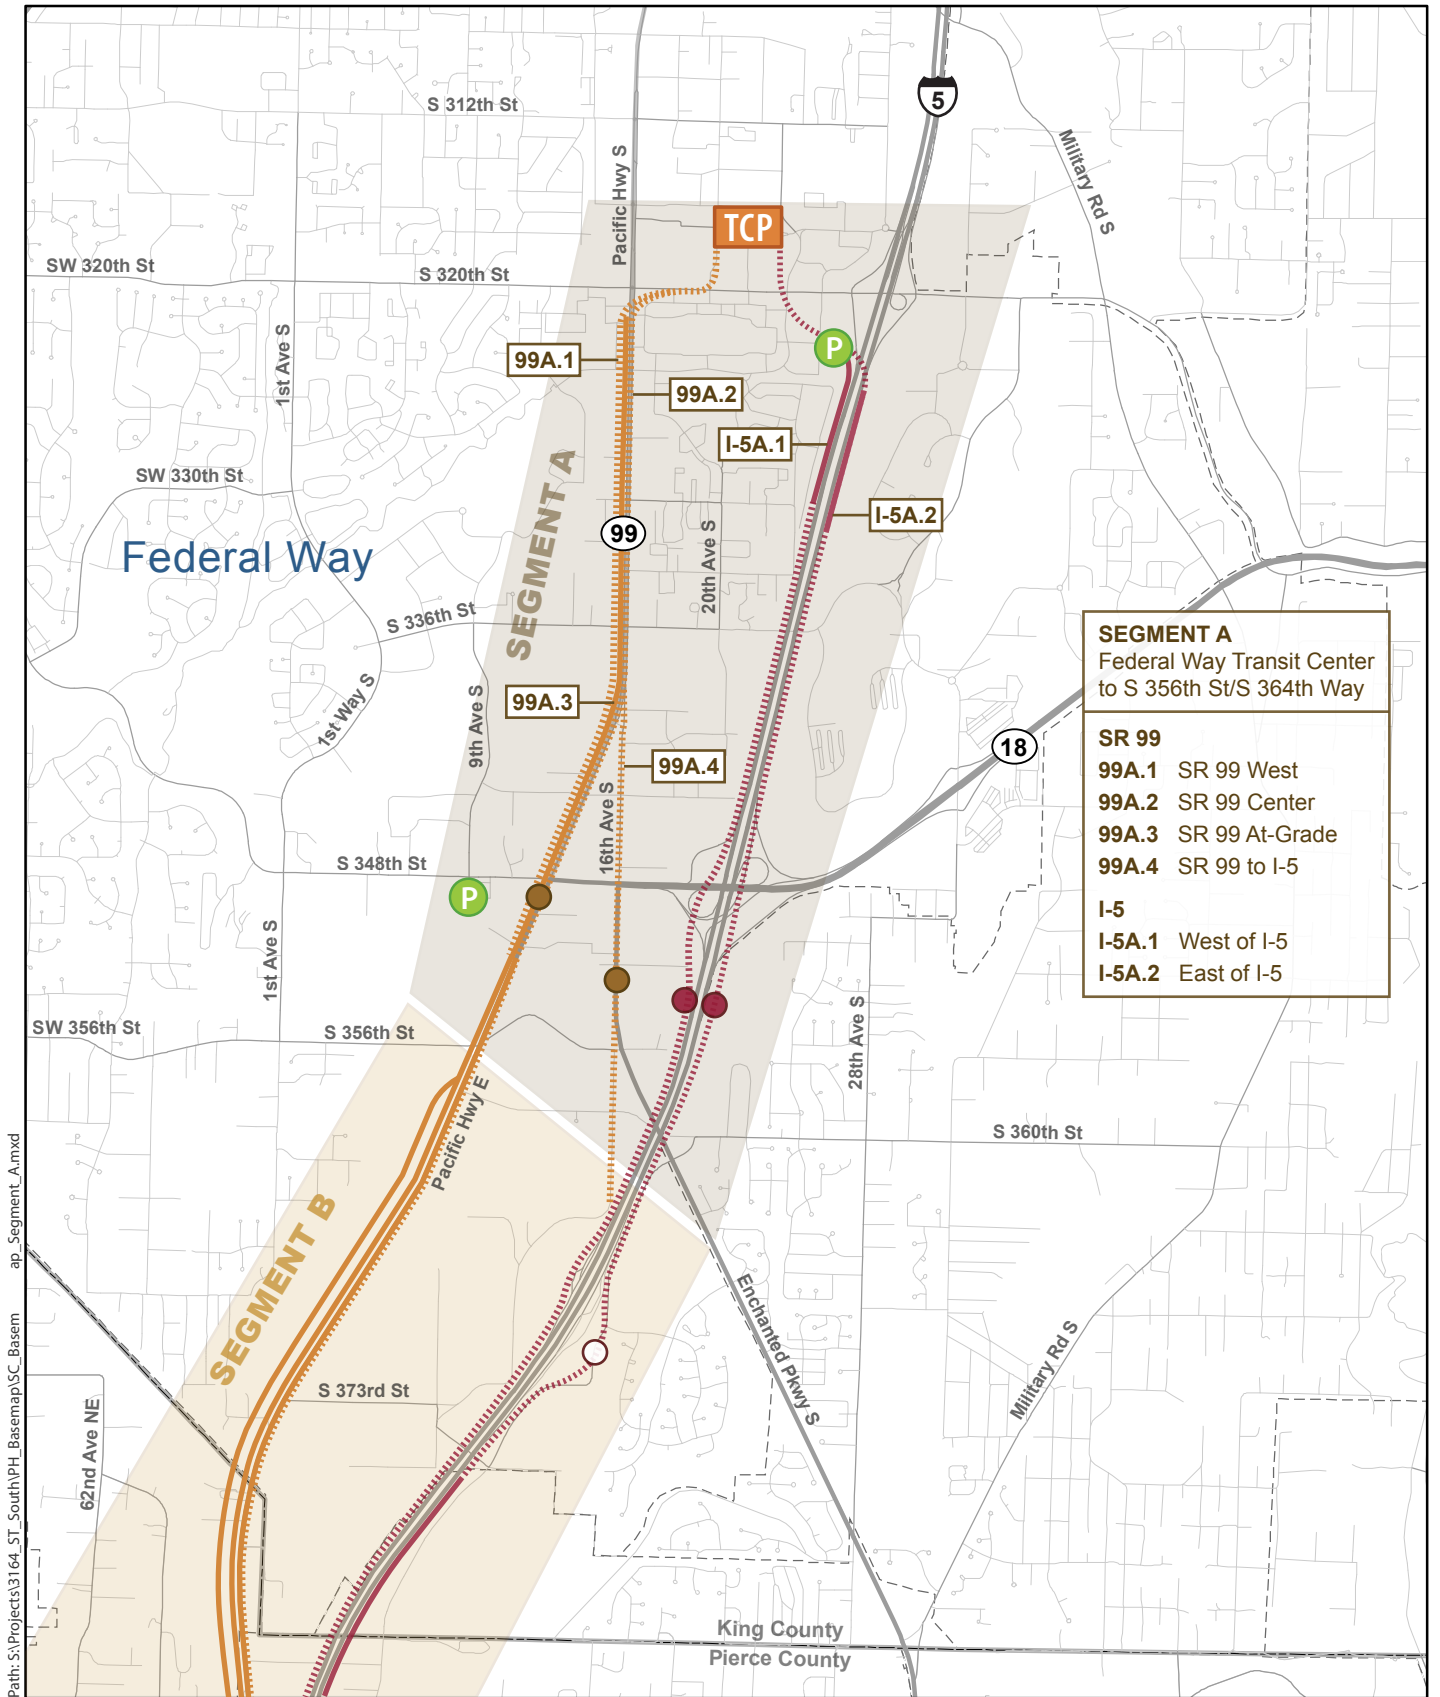 S 312th St
5
Military Rd S
Pacific Hwy S
TCP
SW 320th St
S 320th St
1st Ave S
P
99A.1
99A.2
I-5A.1
SEGMENT A
SW 330th St
I-5A.2
99
Federal Way
20th Ave S
S 336th St
SEGMENT A
Federal Way Transit Center
to S 356th St/S 364th Way
SR 99
99A.1 SR 99 West
99A.2 SR 99 Center
99A.3 SR 99 At-Grade
99A.4 SR 99 to I-5
I-5
I-5A.1 West of I-5
I-5A.2 East of I-5
1st Way S
9th Ave S
99A.3
99A.4
18
16th Ave S
S 348th St
P
1st Ave S
SW 356th St
S 356th St
28th Ave S
Pacific Hwy E
S 360th St
SEGMENT B
Enchanted Pkwy S
Military Rd S
S 373rd St
62nd Ave NE
King County
Pierce County
Path: S:\Projects\3164_ST_South\PH_Basemap\SC_Basem ap_Segment_A.mxd